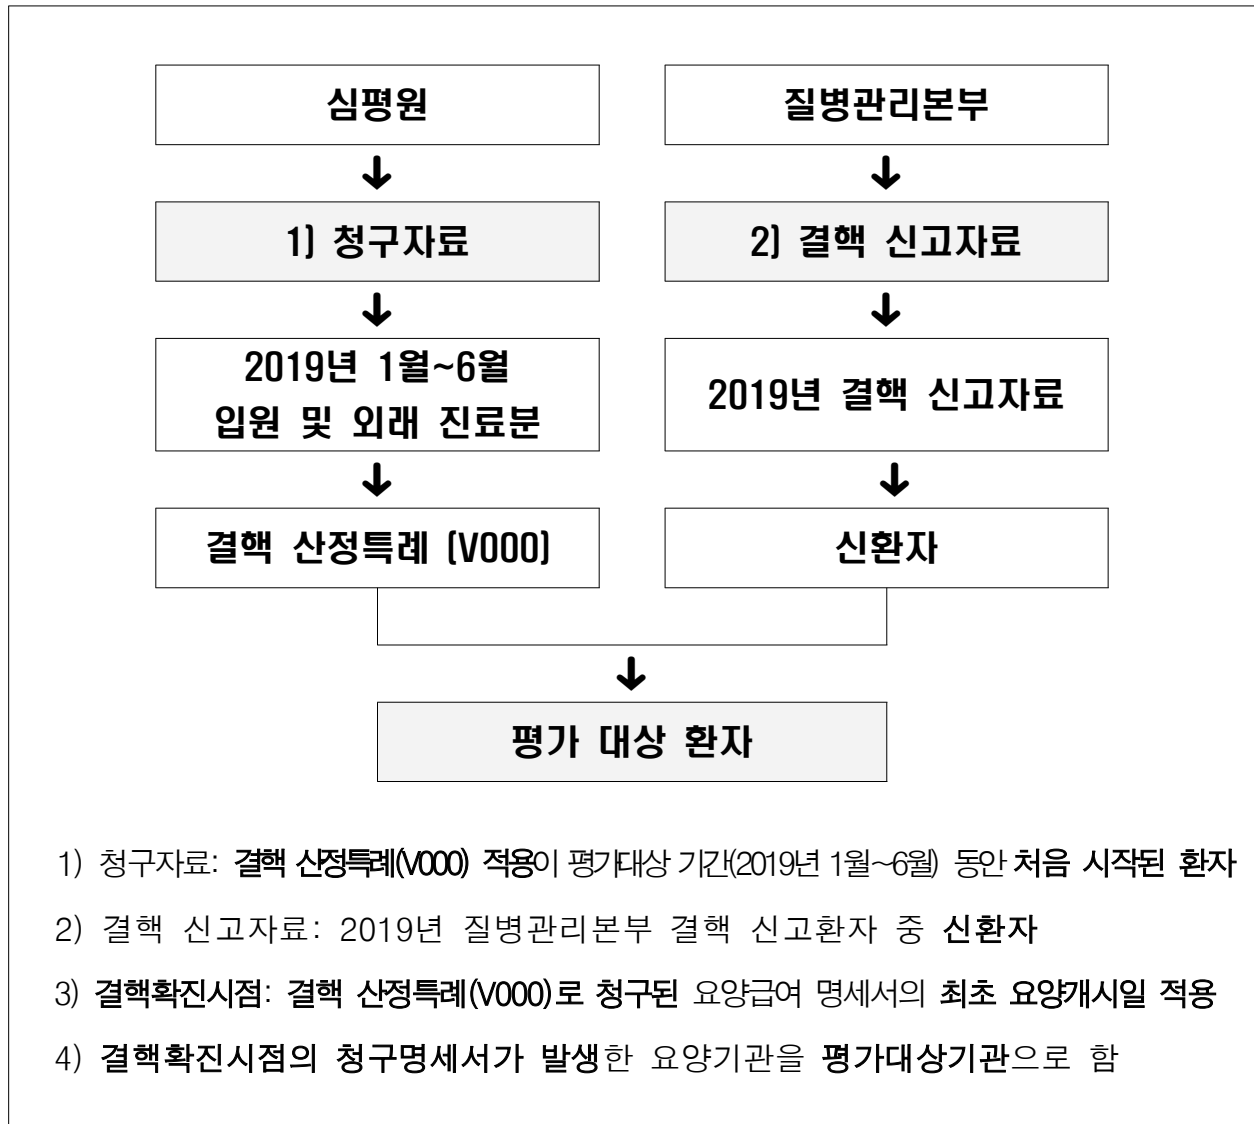 심평원
질병관리본부
1) 청구자료
2) 결핵 신고자료
2019년 1월~6월
입원 및 외래 진료분
2019년 결핵 신고자료
결핵 산정특례 (V000)
신환자
평가 대상 환자
1) 청구자료: 결핵 산정특례(V000) 적용이 평가대상 기간(2019년 1월~6월) 동안 처음 시작된 환자
2) 결핵 신고자료: 2019년 질병관리본부 결핵 신고환자 중 신환자
3) 결핵확진시점: 결핵 산정특례(V000)로 청구된 요양급여 명세서의 최초 요양개시일 적용
4) 결핵확진시점의 청구명세서가 발생한 요양기관을 평가대상기관으로 함